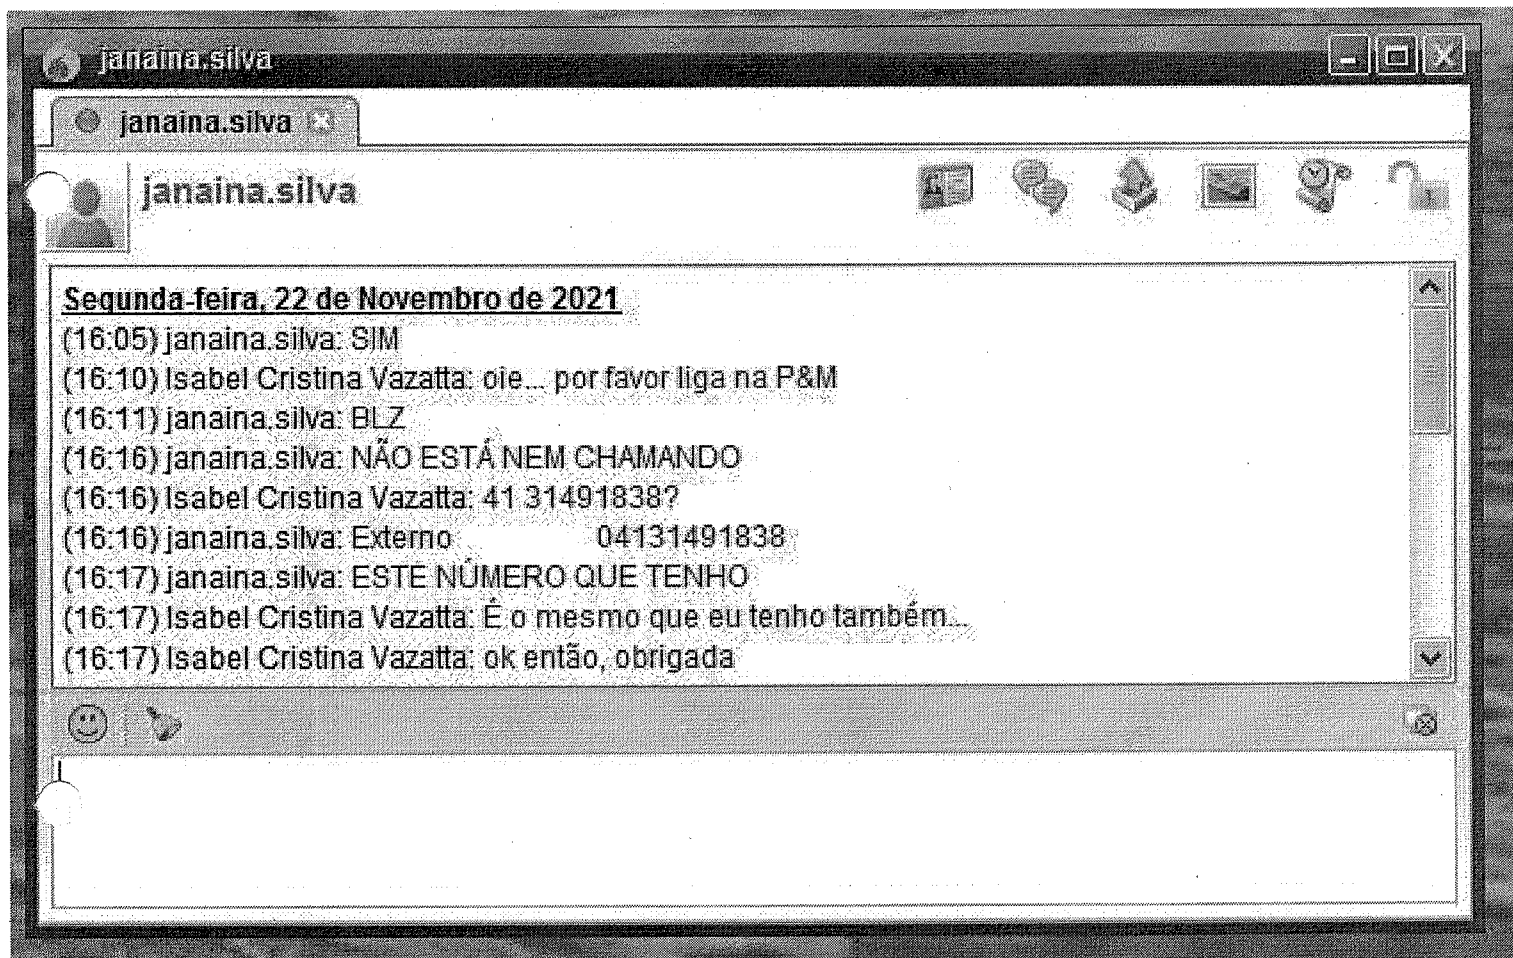 janaina.silva
janaina.silva
janaina.silva
Segunda-feira, 22 de Novembro de 2021
(16:05) janaina.silva: SIM
(16:10) Isabel Cristina Vazatta: oie... por favor liga na P&M
(16:11) janaina.silva: BLZ
(16:16) janaina.silva: NÃO ESTÁ NEM CHAMANDO
(16:16) Isabel Cristina Vazatta: 41 31491838?
(16:16) janaina.silva: Externo 04131491838
(16:17) janaina.silva: ESTE NÚMERO QUE TENHO
(16:17) Isabel Cristina Vazatta: É o mesmo que eu tenho também...
(16:17) Isabel Cristina Vazatta: ok então, obrigada